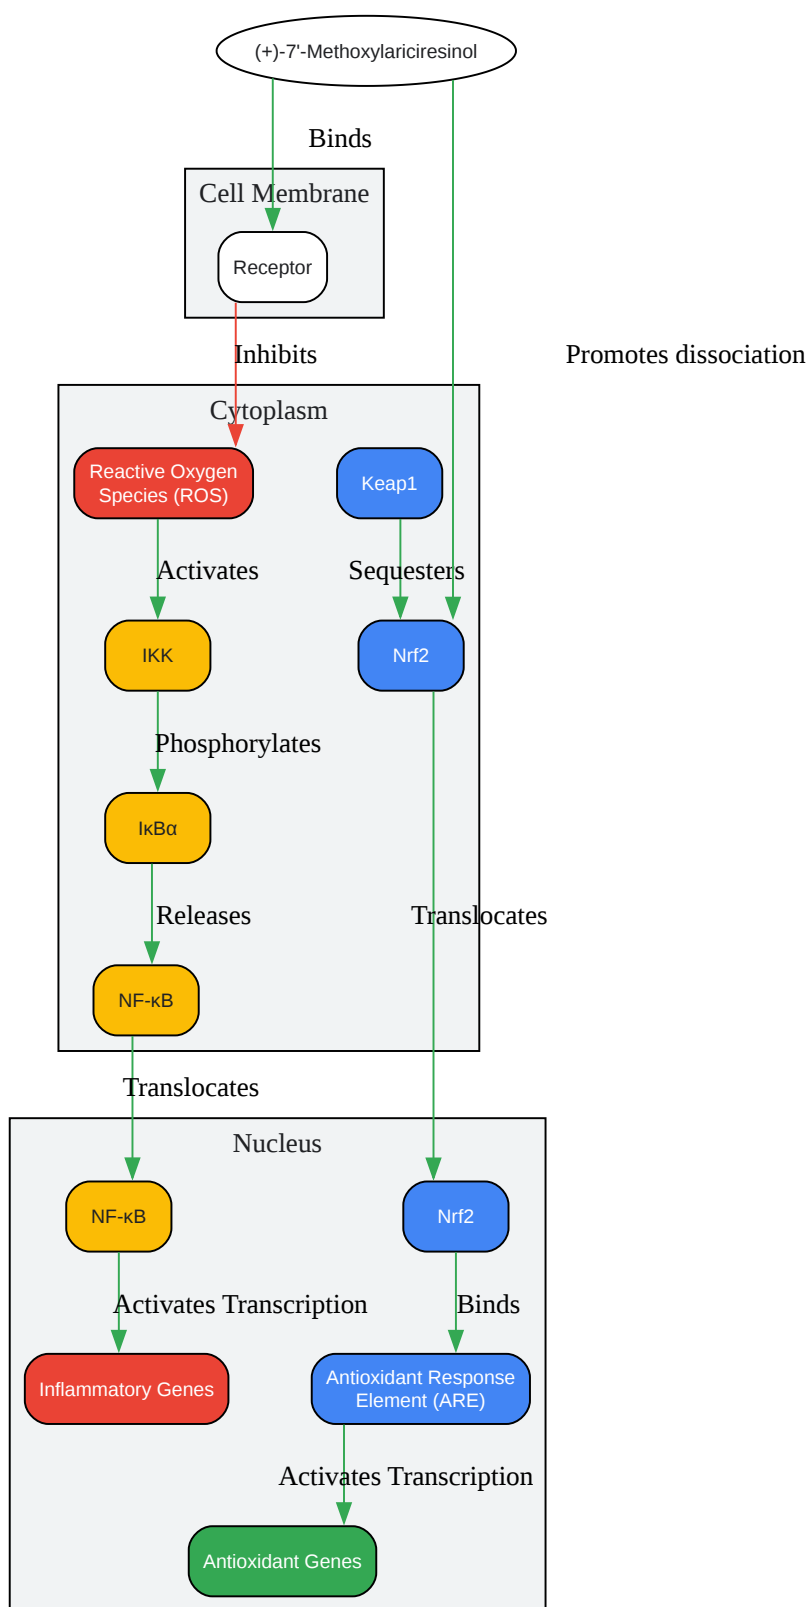 (+)-7'-Methoxylariciresinol
Binds
Cell Membrane
Receptor
Inhibits
Promotes dissociation
Cytoplasm
Reactive Oxygen
Species (ROS)
Keap1
Activates
Sequesters
IKK
Nrf2
Phosphorylates
IκBα
Releases
Translocates
NF-κB
Translocates
Nucleus
NF-κB
Nrf2
Activates Transcription
Binds
Inflammatory Genes
Antioxidant Response
Element (ARE)
Activates Transcription
Antioxidant Genes